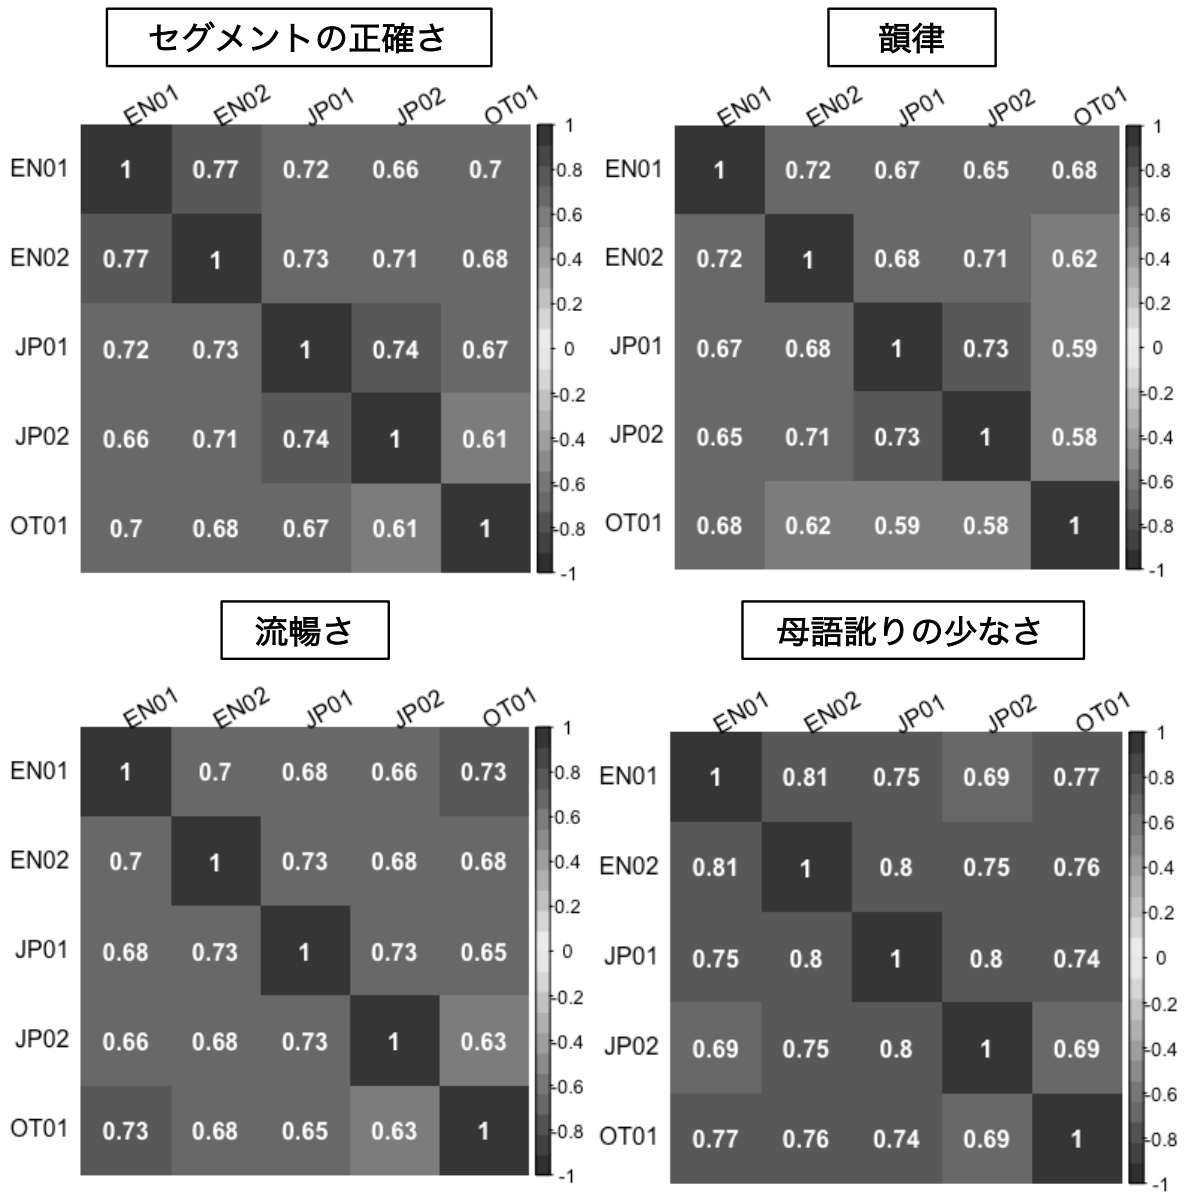 セグメントの正確さ
EN01 EN02 JP01 JP02 OT01
EN01 1 0.77 0.72 0.66 0.7
EN02 0.77 1 0.73 0.71 0.68
JP01 0.72 0.73 1 0.74 0.67
JP02 0.66 0.71 0.74 1 0.61
OT01 0.7 0.68 0.67 0.61 1
1
0.8
0.6
0.4
0.2
0
-0.2
-0.4
-0.6
-0.8
-1
韻律
EN01 EN02 JP01 JP02 OT01
EN01 1 0.72 0.67 0.65 0.68
EN02 0.72 1 0.68 0.71 0.62
JP01 0.67 0.68 1 0.73 0.59
JP02 0.65 0.71 0.73 1 0.58
OT01 0.68 0.62 0.59 0.58 1
1
0.8
0.6
0.4
0.2
0
-0.2
-0.4
-0.6
-0.8
-1
流暢さ
EN01 EN02 JP01 JP02 OT01
EN01 1 0.7 0.68 0.66 0.73
EN02 0.7 1 0.73 0.68 0.68
JP01 0.68 0.73 1 0.73 0.65
JP02 0.66 0.68 0.73 1 0.63
OT01 0.73 0.68 0.65 0.63 1
1
0.8
0.6
0.4
0.2
0
-0.2
-0.4
-0.6
-0.8
-1
母語訛りの少なさ
EN01 EN02 JP01 JP02 OT01
EN01 1 0.81 0.75 0.69 0.77
EN02 0.81 1 0.8 0.75 0.76
JP01 0.75 0.8 1 0.8 0.74
JP02 0.69 0.75 0.8 1 0.69
OT01 0.77 0.76 0.74 0.69 1
1
0.8
0.6
0.4
0.2
0
-0.2
-0.4
-0.6
-0.8
-1